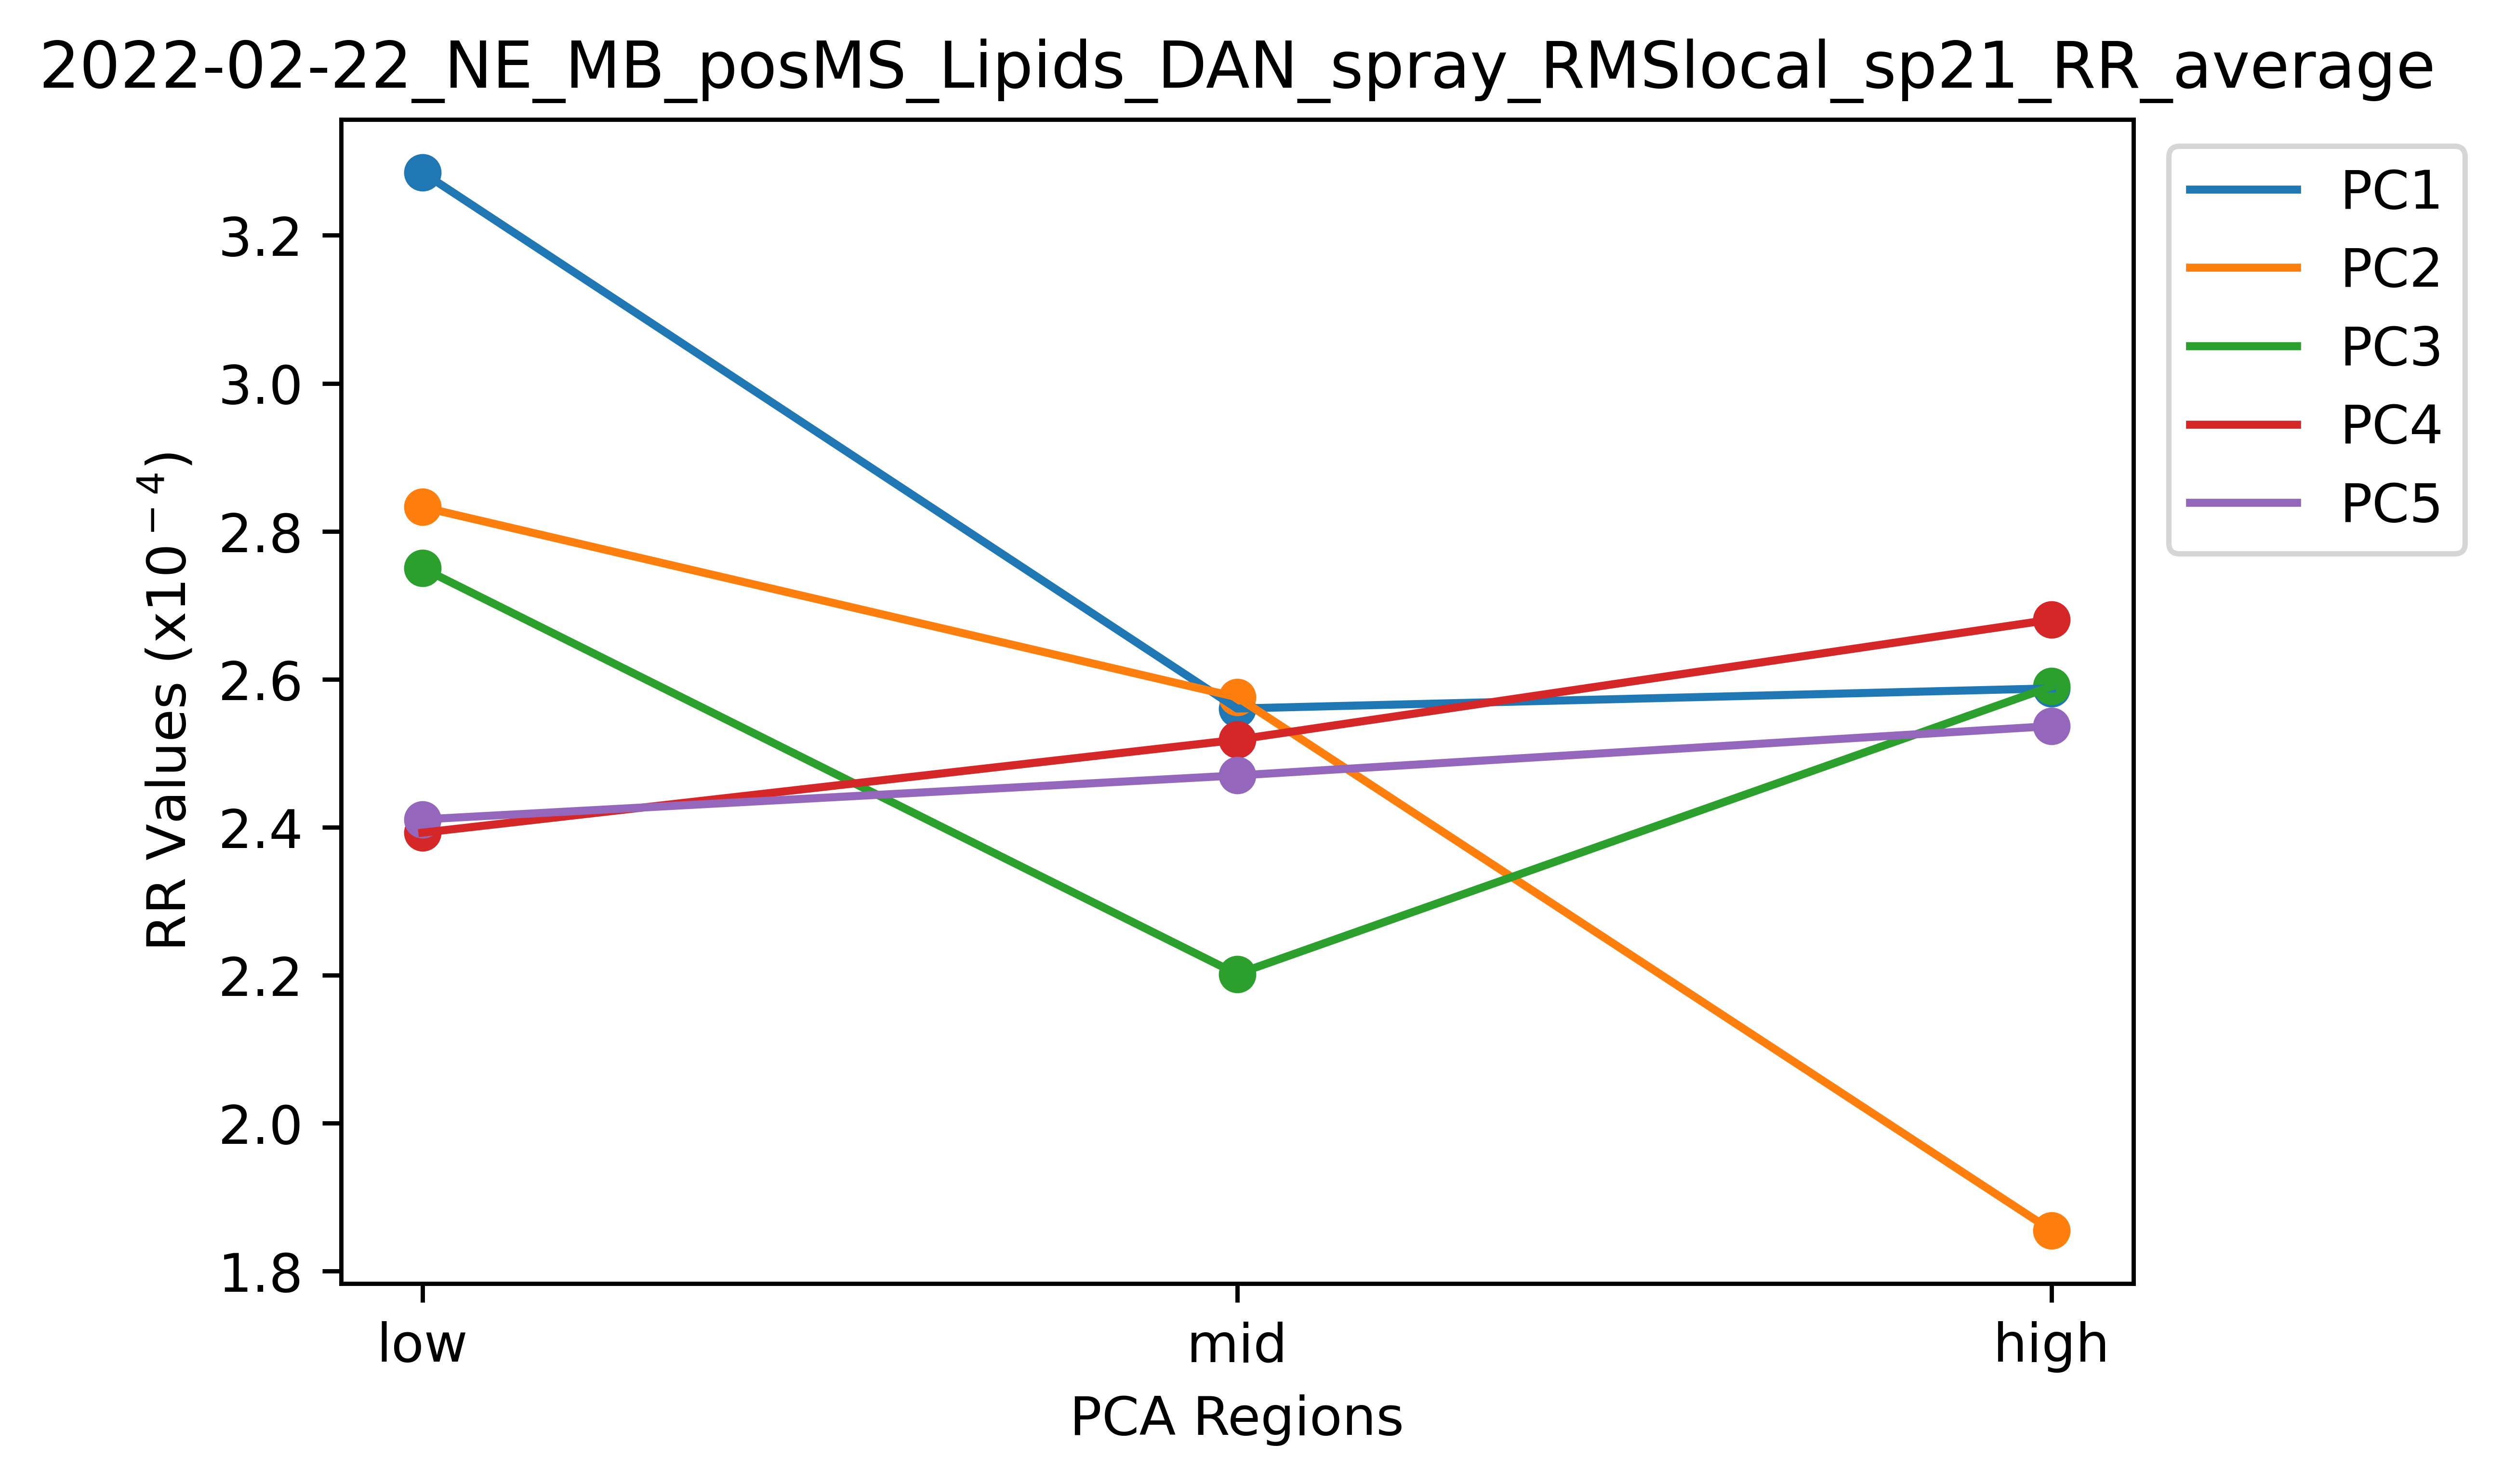 2022-02-22_NE_MB_posMS_Lipids_DAN_spray_RMSlocal_sp21_RR_average
PC1
PC2
PC3
PC4
PC5
RR Values (x10⁻⁴)
3.2
3.0
2.8
2.6
2.4
2.2
2.0
1.8
low mid high
PCA Regions